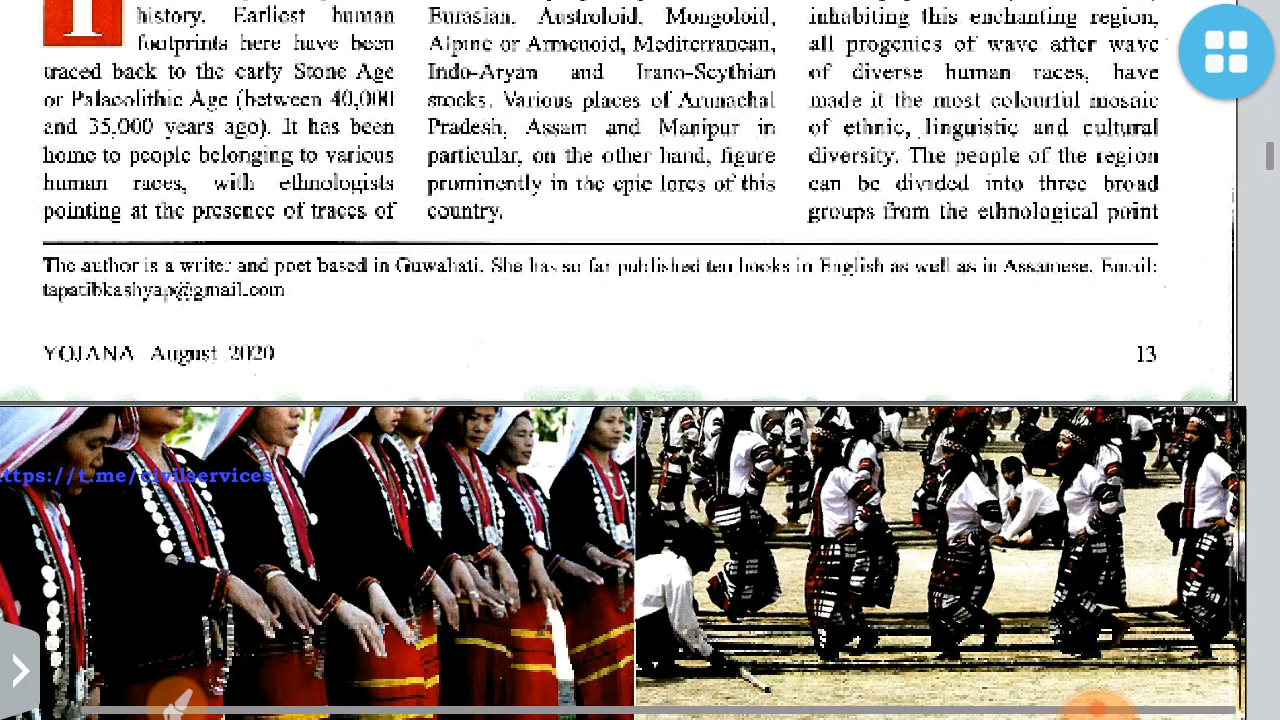 T
history. Earliest human
footprints here have been
traced back to the early Stone Age
or Palaeolithic Age (between 40,000
and 35,000 years ago). It has been
home to people belonging to various
human races, with ethnologists
pointing at the presence of traces of
Eurasian, Austroloid, Mongoloid,
Alpine or Armenoid, Mediterranean,
Indo-Aryan and Irano-Scythian
stocks. Various places of Arunachal
Pradesh, Assam and Manipur in
particular, on the other hand, figure
prominently in the epic lores of this
country.
inhabiting this enchanting region,
all progenies of wave after wave
of diverse human races, have
made it the most colourful mosaic
of ethnic, linguistic and cultural
diversity. The people of the region
can be divided into three broad
groups from the ethnological point
The author is a writer and poet based in Guwahati. She has so far published ten books in English as well as in Assamese. Email:
tapatibkashyap@gmail.com
YOJANA August 2020
13
ttps://t.me/civilservices